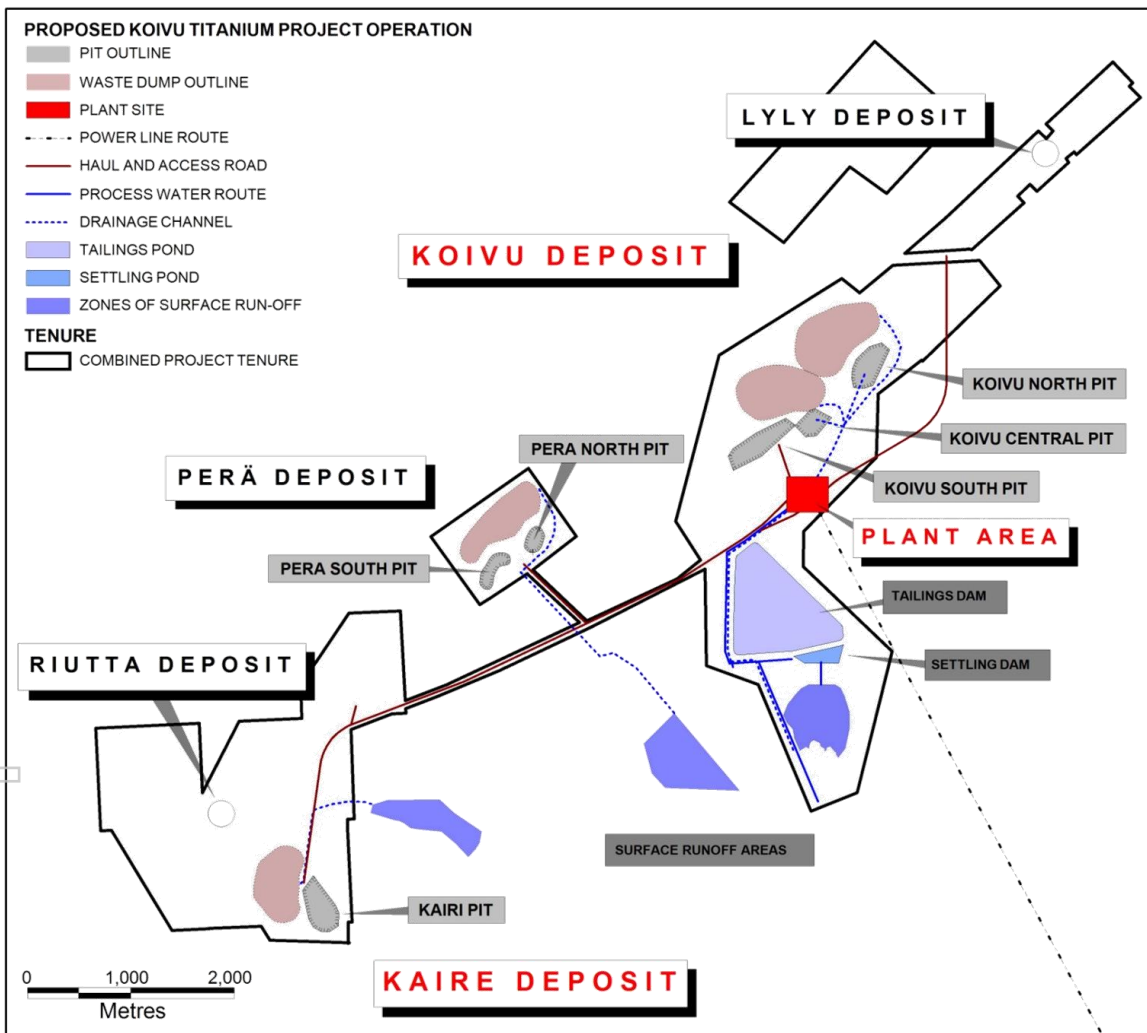 PROPOSED KOIVU TITANIUM PROJECT OPERATION
PIT OUTLINE
WASTE DUMP OUTLINE
PLANT SITE
POWER LINE ROUTE
HAUL AND ACCESS ROAD
PROCESS WATER ROUTE
DRAINAGE CHANNEL
TAILINGS POND
SETTLING POND
ZONES OF SURFACE RUN-OFF
TENURE
COMBINED PROJECT TENURE
LYLY DEPOSIT
KOIVU DEPOSIT
KOIVU NORTH PIT
KOIVU CENTRAL PIT
KOIVU SOUTH PIT
PERA NORTH PIT
PERÄ DEPOSIT
PERA SOUTH PIT
PLANT AREA
TAILINGS DAM
SETTLING DAM
RIUTTA DEPOSIT
SURFACE RUNOFF AREAS
KAIRI PIT
KAIRE DEPOSIT
0 1,000 2,000
Metres